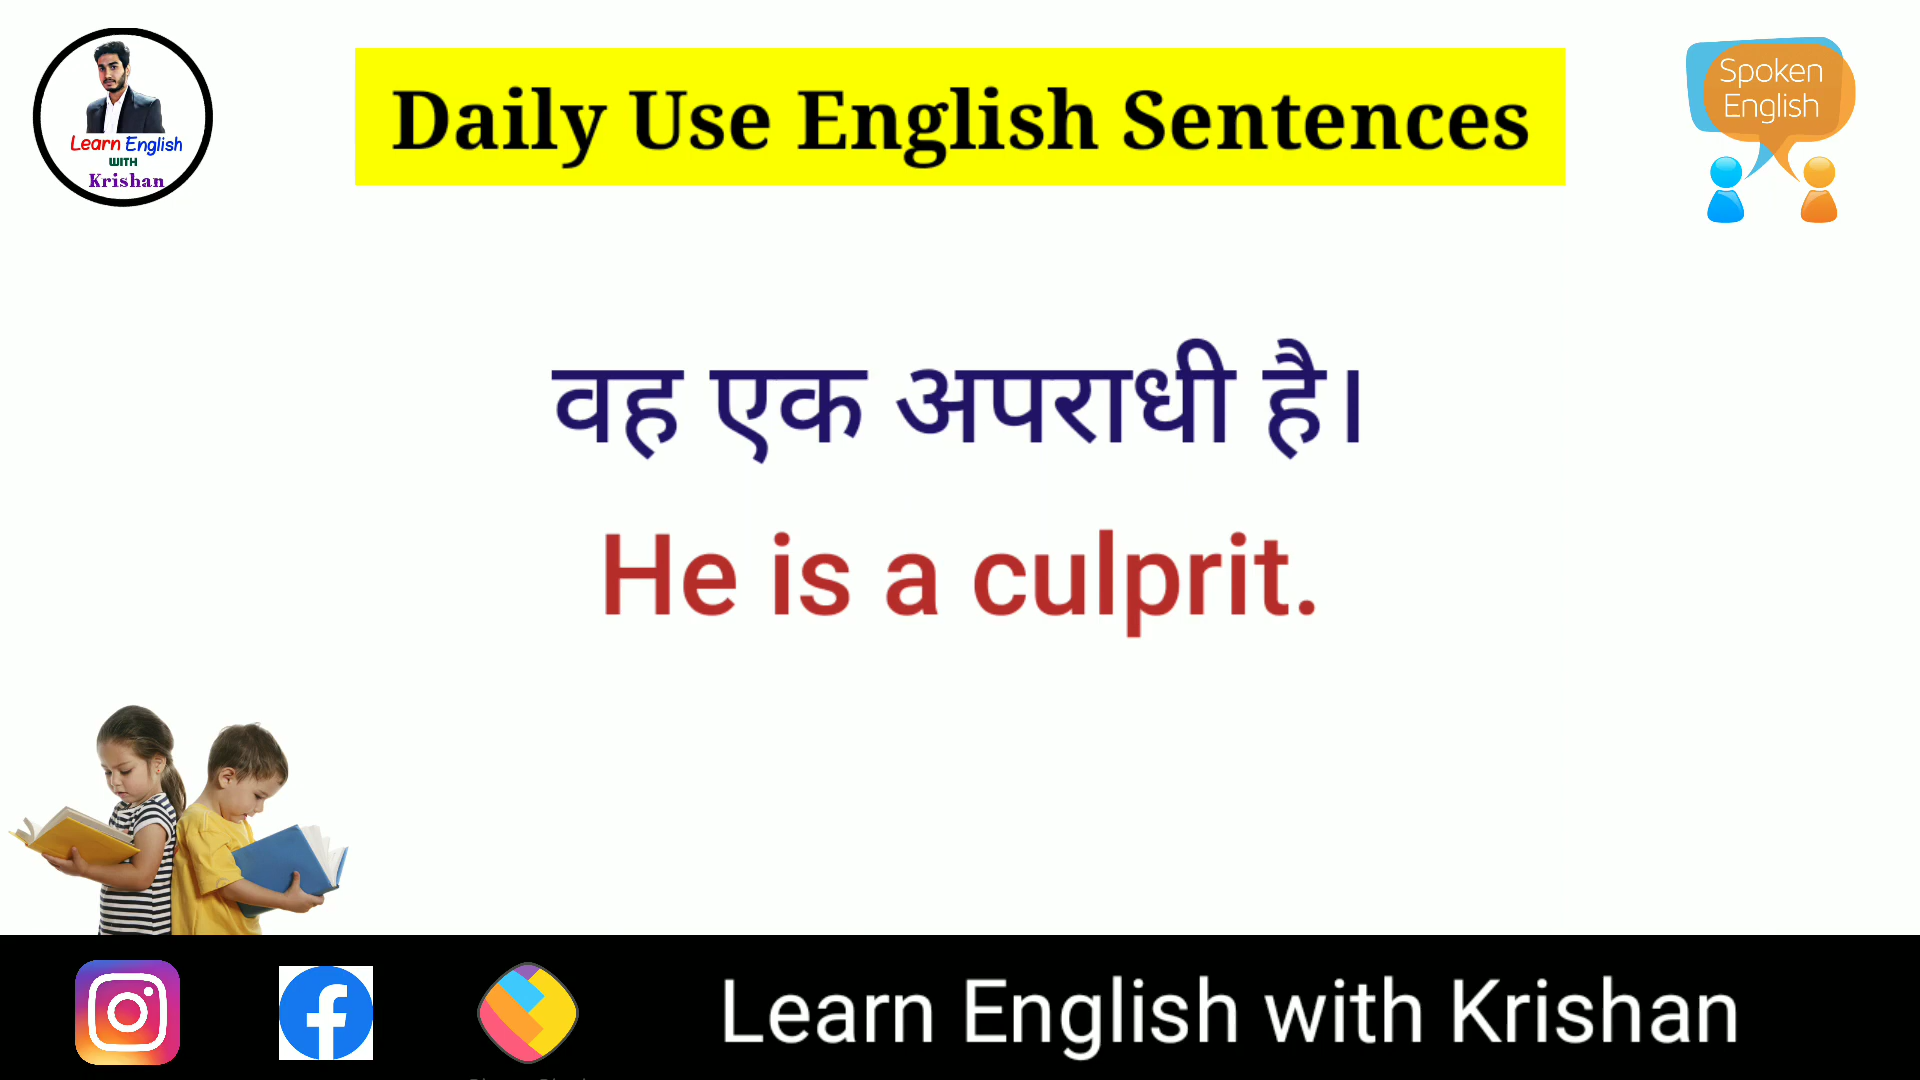 Learn English
WITH
Krishan
Daily Use English Sentences
Spoken
English
वह एक अपराधी है।
He is a culprit.
Learn English with Krishan